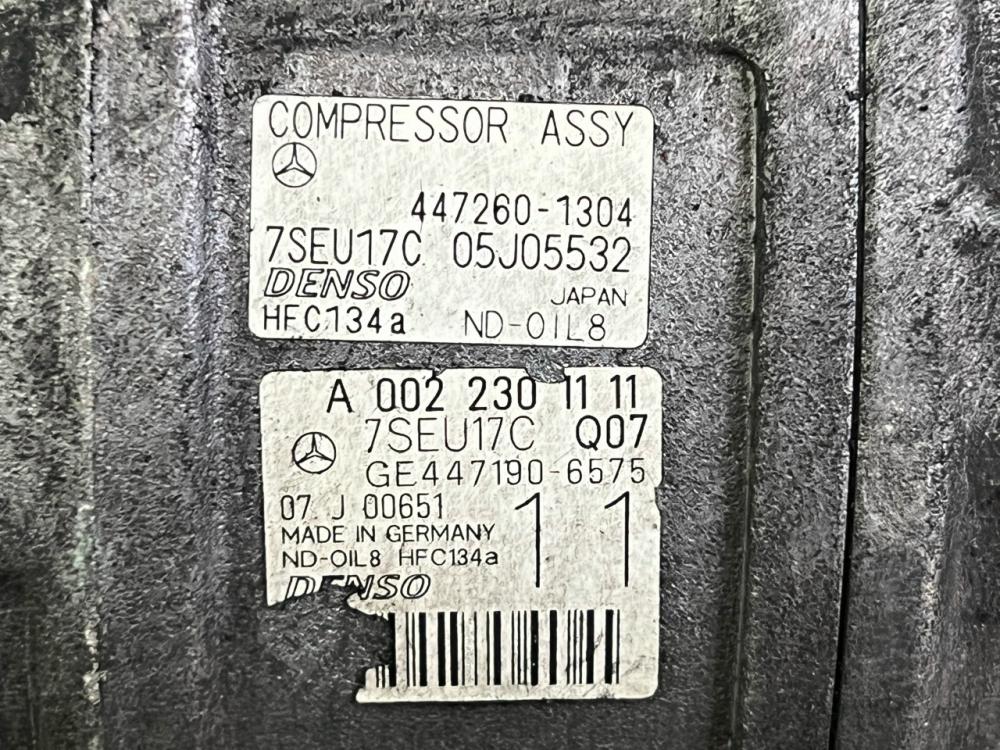 COMPRESSOR ASSY
447260-1304
7SEU17C 05J05532
DENSO JAPAN
HFC134a ND-OIL8
A 002 230 11 11
7SEU17C Q07
GE447190-6575
07 J 00651
MADE IN GERMANY
11
ND-OIL8 HFC134a
DENSO